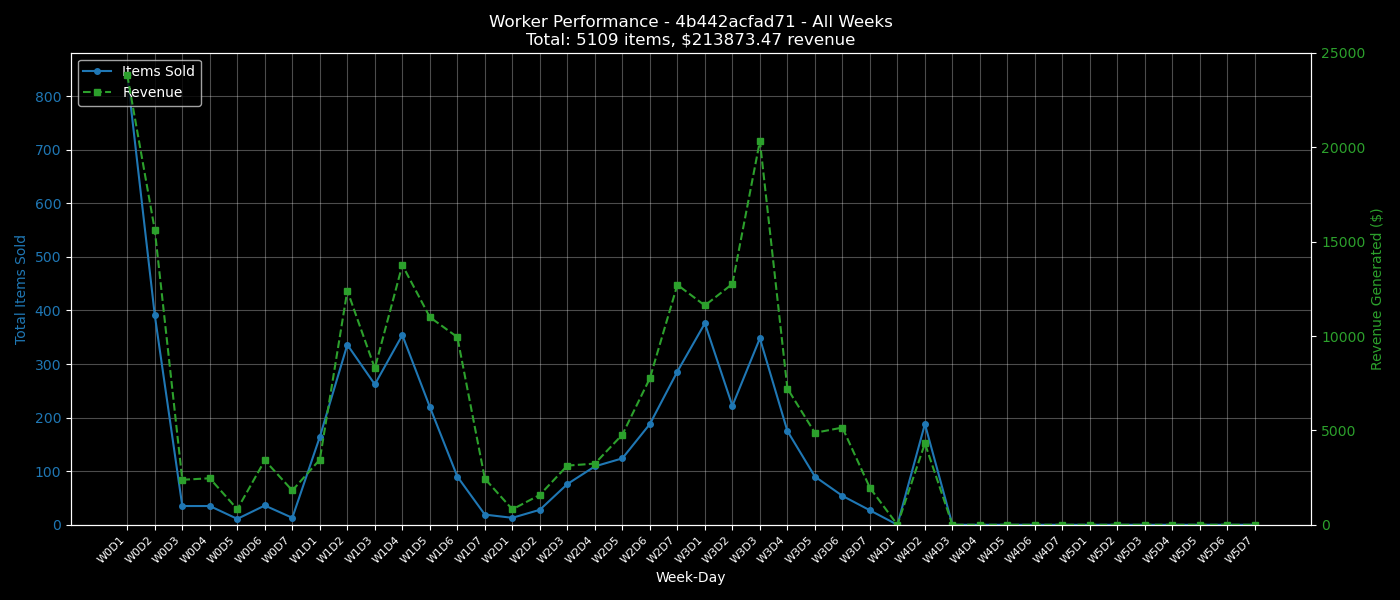 Worker Performance - 4b442acfad71 - All Weeks
Total: 5109 items, $213873.47 revenue
Items Sold
Revenue
800
700
600
500
400
300
200
100
0
Total Items Sold
25000
20000
15000
10000
5000
0
Revenue Generated ($)
W0D1 W0D2 W0D3 W0D4 W0D5 W0D6 W0D7 W1D1 W1D2 W1D3 W1D4 W1D5 W1D6 W1D7 W2D1 W2D2 W2D3 W2D4 W2D5 W2D6 W2D7 W3D1 W3D2 W3D3 W3D4 W3D5 W3D6 W3D7 W4D1 W4D2 W4D3 W4D4 W4D5 W4D6 W4D7 W5D1 W5D2 W5D3 W5D4 W5D5 W5D6 W5D7
Week-Day